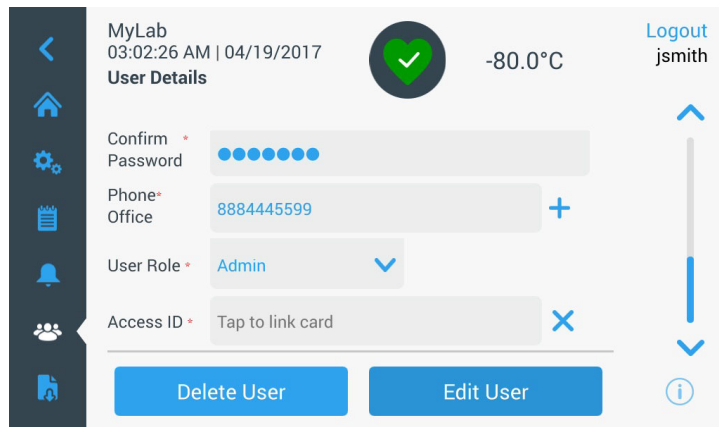 MyLab
03:02:26 AM | 04/19/2017
User Details
-80.0°C
Logout
jsmith
Confirm *
Password
Phone*
Office
8884445599
User Role *
Admin
Access ID *
Tap to link card
Delete User
Edit User